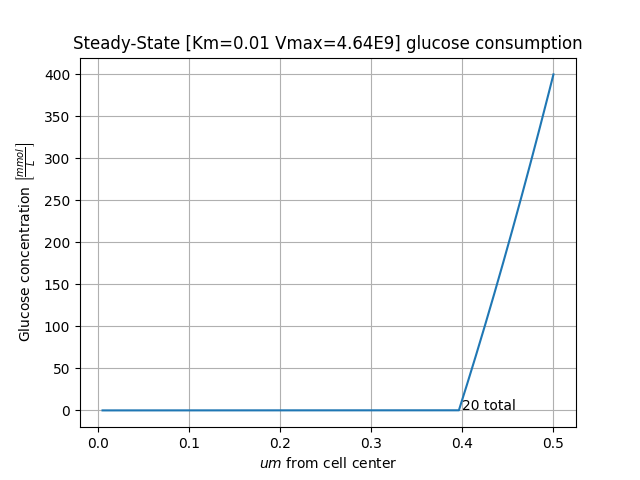 Steady-State [Km=0.01 Vmax=4.64E9] glucose consumption
Glucose concentration [mmol/L]
400
350
300
250
200
150
100
50
0
20 total
0.0 0.1 0.2 0.3 0.4 0.5
um from cell center